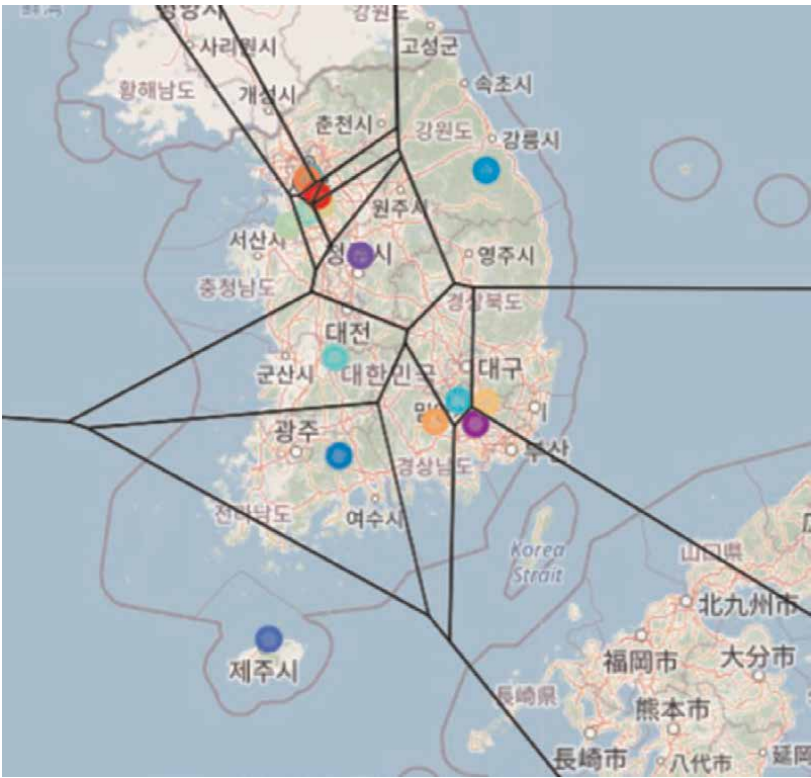 강원도
고성군
사리원시
속초시
황해남도
개성시
춘천시
강원도
강릉시
원주시
서산시
영주시
충청남도
경상북도
대전
군산시
대한민국
대구
광주
경상남도
부산
전라남도
여수시
Korea
Strait
山口県
北九州市
제주시
福岡市
大分市
長崎県
熊本市
長崎市
八代市